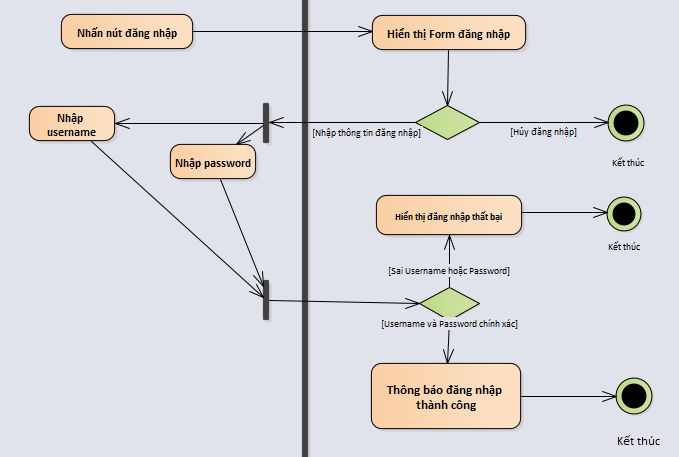 Nhấn nút đăng nhập
Hiển thị Form đăng nhập
Nhập
username
[Nhập thông tin đăng nhập]
[Hủy đăng nhập]
Nhập password
Kết thúc
Hiển thị đăng nhập thất bại
Kết thúc
[Sai Username hoặc Password]
[Username và Password chính xác]
Thông báo đăng nhập
thành công
Kết thúc